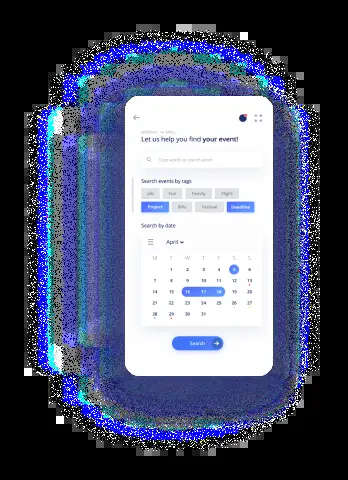 Let us help you find your event!
Type words or search event
Search events by tags
Job Fun Family Flight
Project Bills Festival Deadline
Search by date
April
M T W T F S S
1 2 3 4 5 6
7 8 9 10 11 12 13
14 15 16 17 18 19 20
21 22 23 24 25 26 27
28 29 30 31
Search